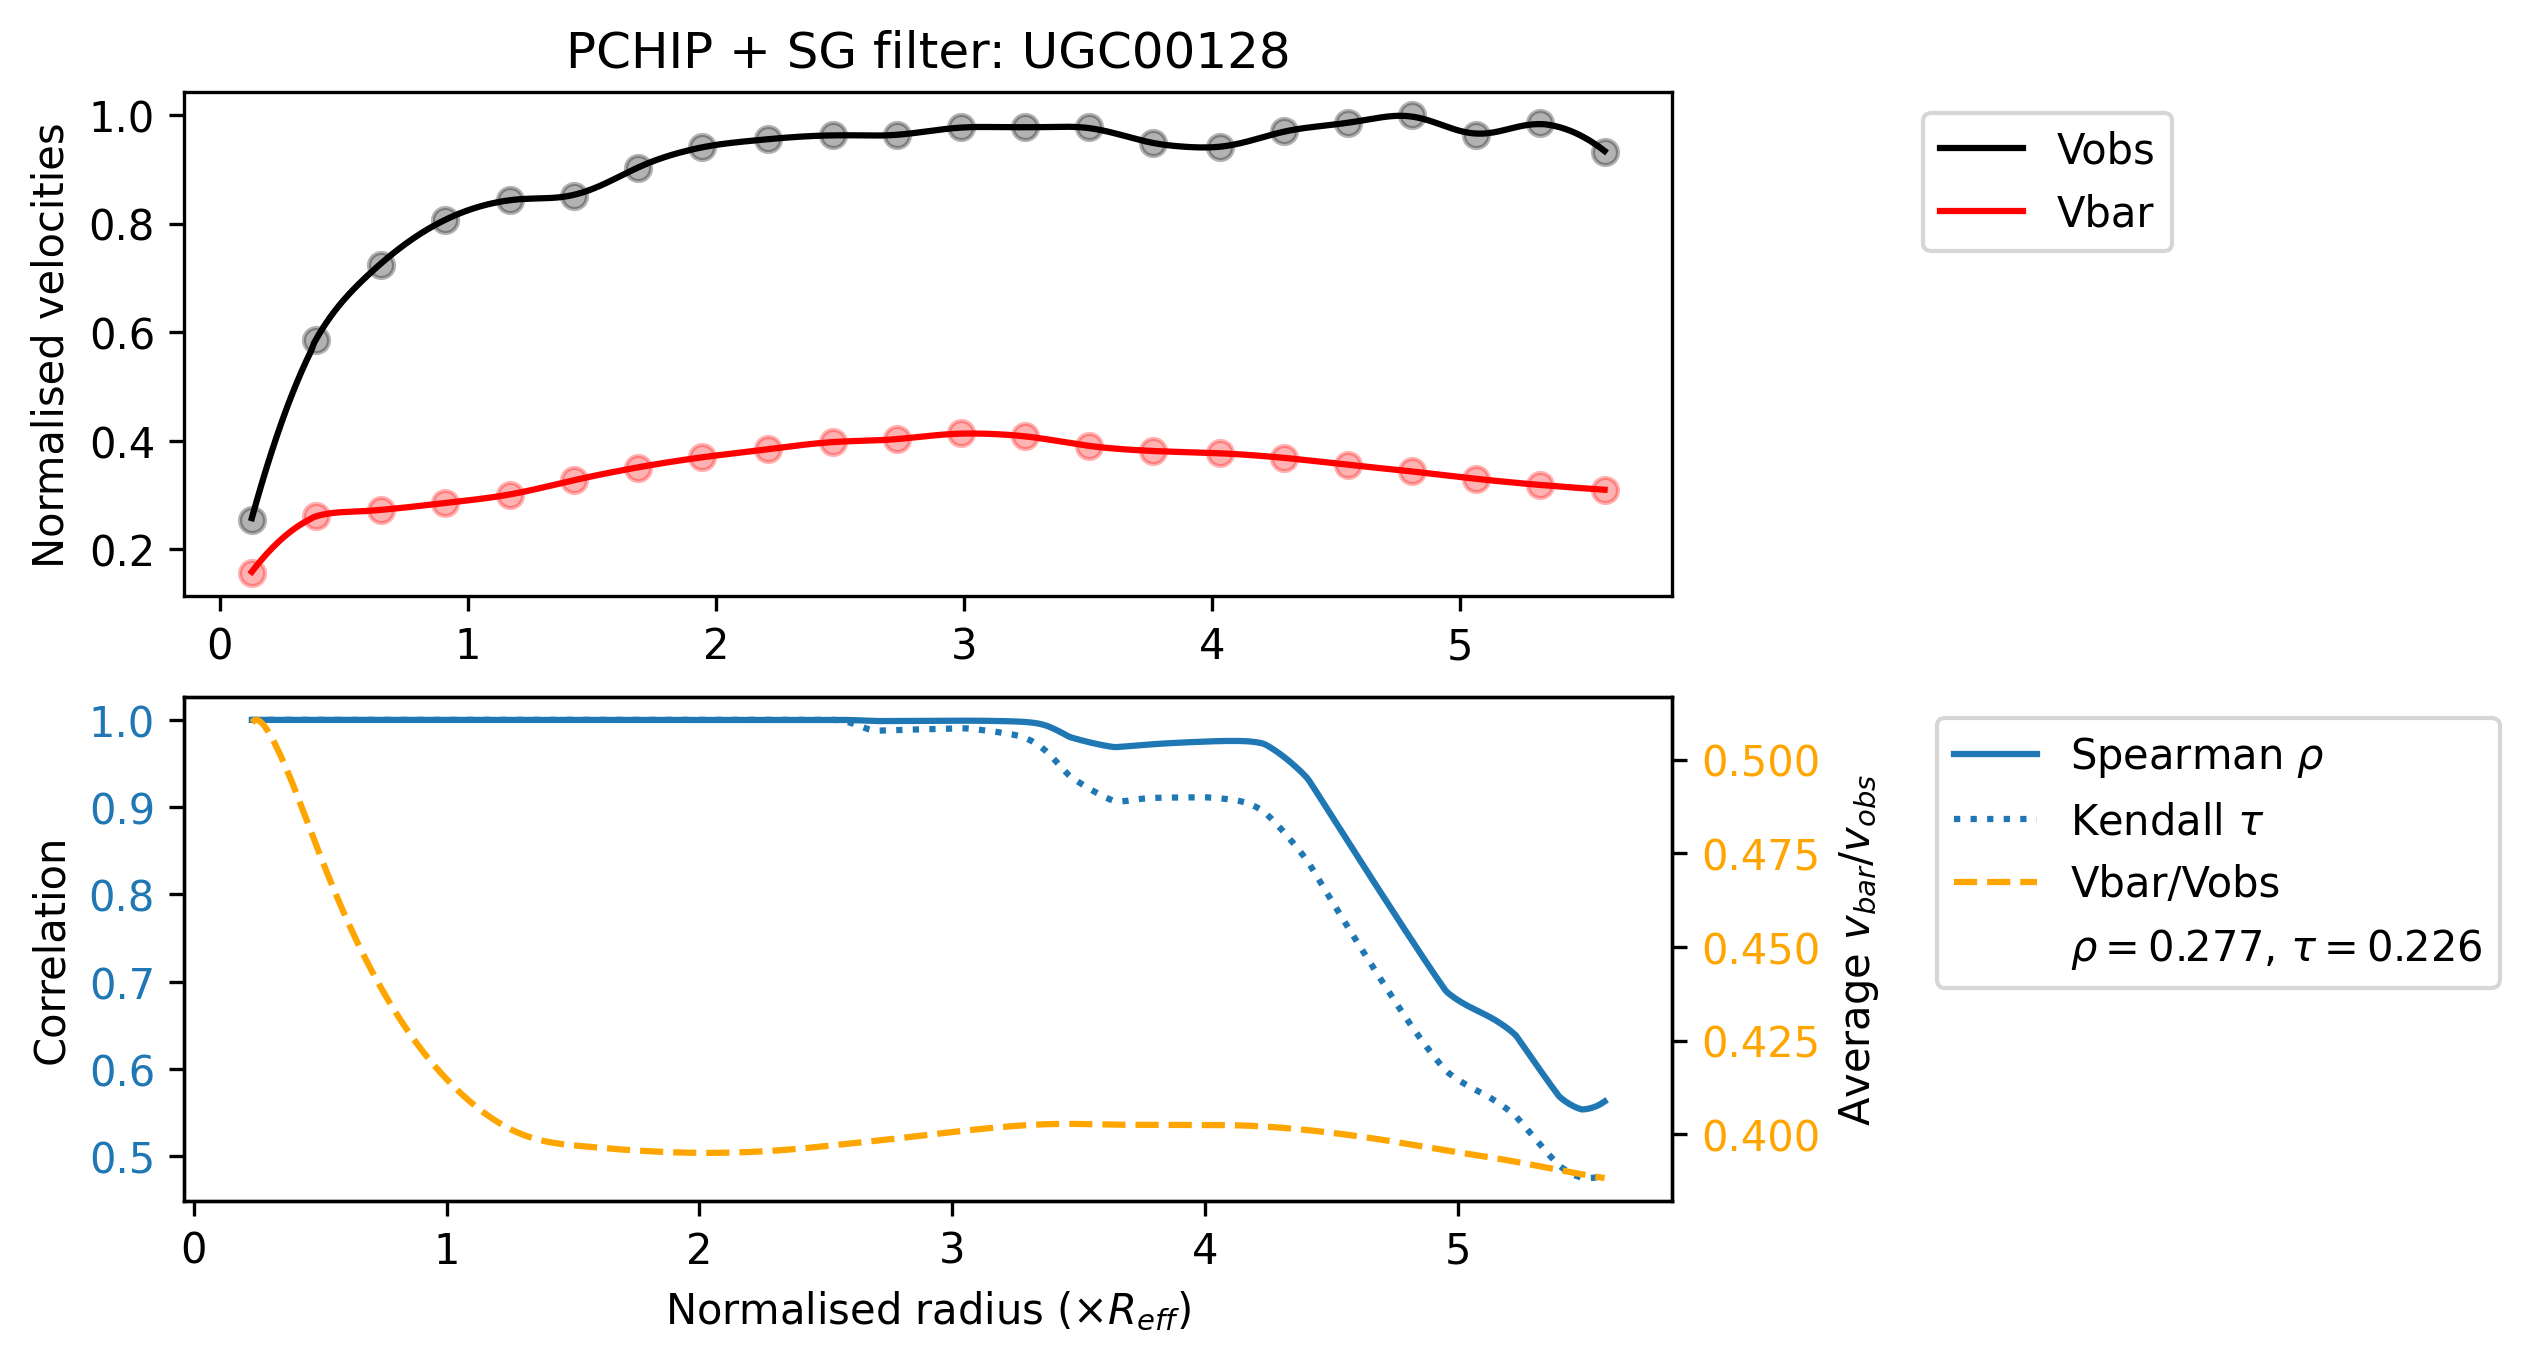 PCHIP + SG filter: UGC00128
Normalised velocities
1.0
0.8
0.6
0.4
0.2
0 1 2 3 4 5
Vobs
Vbar
Correlation
1.0
0.9
0.8
0.7
0.6
0.5
0 1 2 3 4 5
Normalised radius (×R_eff)
0.500
0.475
0.450
0.425
0.400
Average v_bar/v_obs
Spearman ρ
Kendall τ
Vbar/Vobs
ρ = 0.277, τ = 0.226